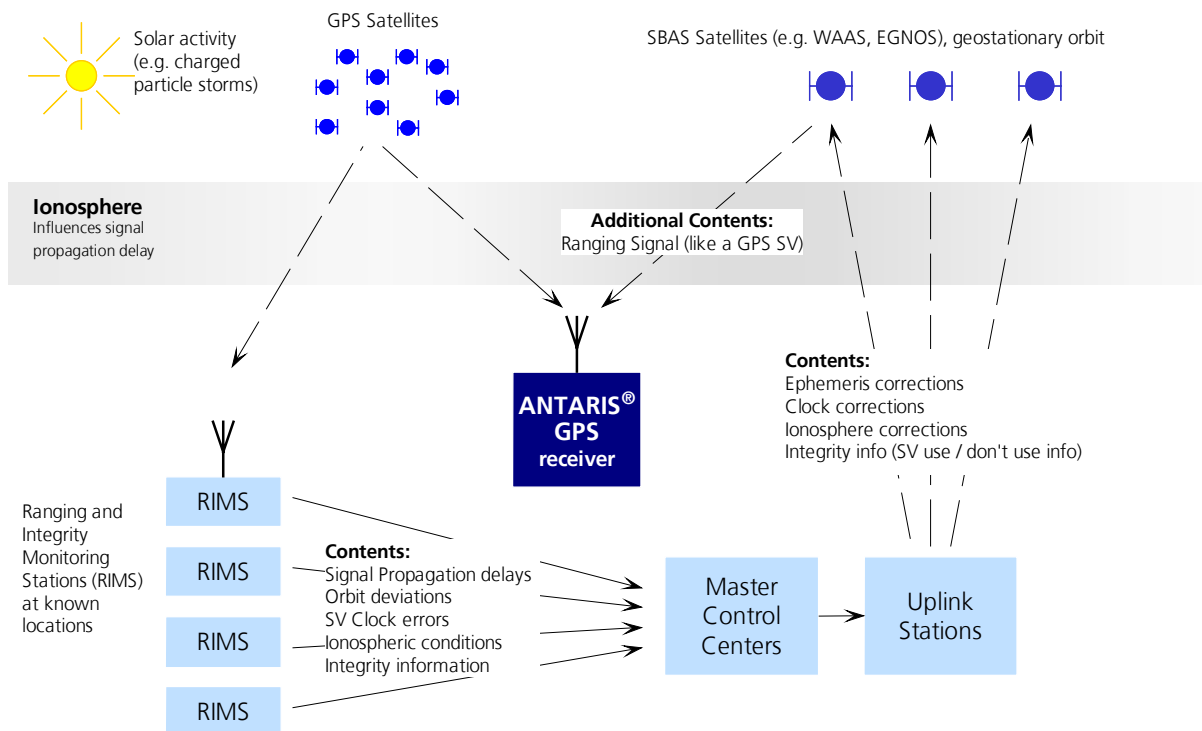 Solar activity
(e.g. charged
particle storms)
GPS Satellites
SBAS Satellites (e.g. WAAS, EGNOS), geostationary orbit
Ionosphere
Influences signal
propagation delay
Additional Contents:
Ranging Signal (like a GPS SV)
ANTARIS®
GPS
receiver
Contents:
Ephemeris corrections
Clock corrections
Ionosphere corrections
Integrity info (SV use / don't use info)
Ranging and
Integrity
Monitoring
Stations (RIMS)
at known
locations
RIMS
RIMS
RIMS
RIMS
Contents:
Signal Propagation delays
Orbit deviations
SV Clock errors
Ionospheric conditions
Integrity information
Master
Control
Centers
Uplink
Stations